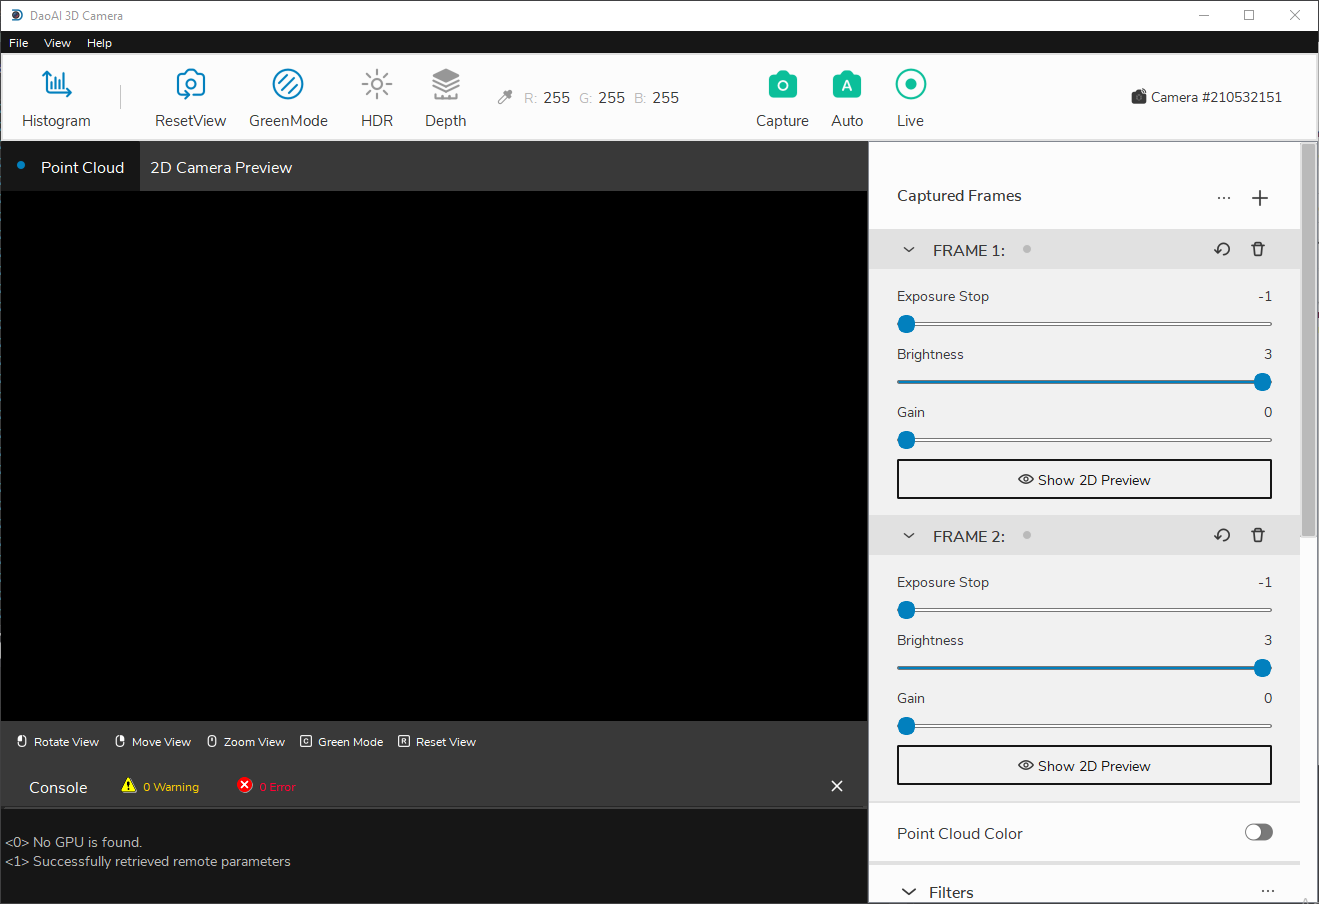 DaoAI 3D Camera
File View Help
Histogram ResetView GreenMode HDR Depth R: 255 G: 255 B: 255 Capture Auto Live Camera #210532151
Point Cloud 2D Camera Preview
Captured Frames ...
FRAME 1:
Exposure Stop -1
Brightness 3
Gain 0
Show 2D Preview
FRAME 2:
Exposure Stop -1
Brightness 3
Gain 0
Show 2D Preview
Point Cloud Color
Filters ...
Rotate View Move View Zoom View C Green Mode R Reset View
Console 0 Warning 0 Error
<0> No GPU is found.
<1> Successfully retrieved remote parameters